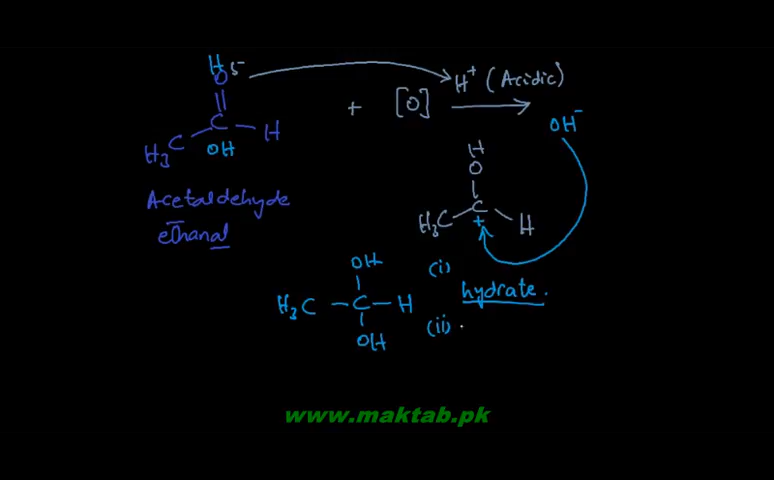 H
O δ-
H+ (Acidic)
+ [O]
C
H3C H
OH
OH-
Acetaldehyde
ethanal
H
O
C
H3C + H
OH
(i)
hydrate.
H3C - C - H
(ii)
OH
www.maktab.pk